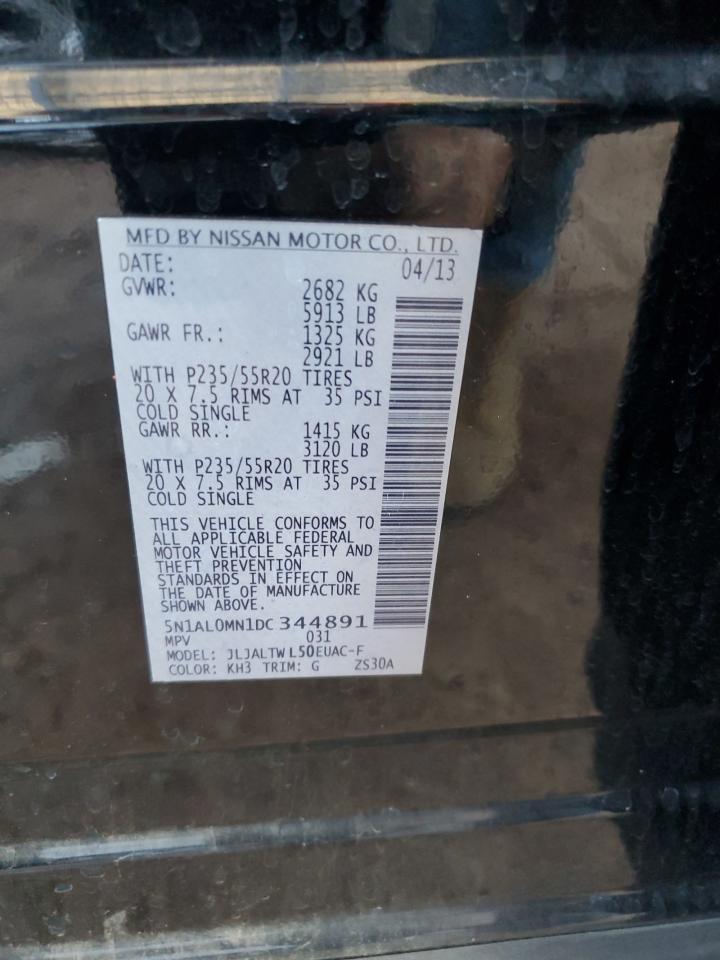 MFD BY NISSAN MOTOR CO., LTD.
DATE: 04/13
GVWR: 2682 KG
5913 LB
GAWR FR.: 1325 KG
2921 LB
WITH P235/55R20 TIRES
20 X 7.5 RIMS AT 35 PSI
COLD SINGLE
GAWR RR.: 1415 KG
3120 LB
WITH P235/55R20 TIRES
20 X 7.5 RIMS AT 35 PSI
COLD SINGLE
THIS VEHICLE CONFORMS TO
ALL APPLICABLE FEDERAL
MOTOR VEHICLE SAFETY AND
THEFT PREVENTION
STANDARDS IN EFFECT ON
THE DATE OF MANUFACTURE
SHOWN ABOVE.
5N1AL0MN1DC344891
MPV 031
MODEL: JLJALTWL50EUAC-F
COLOR: KH3 TRIM: G ZS30A